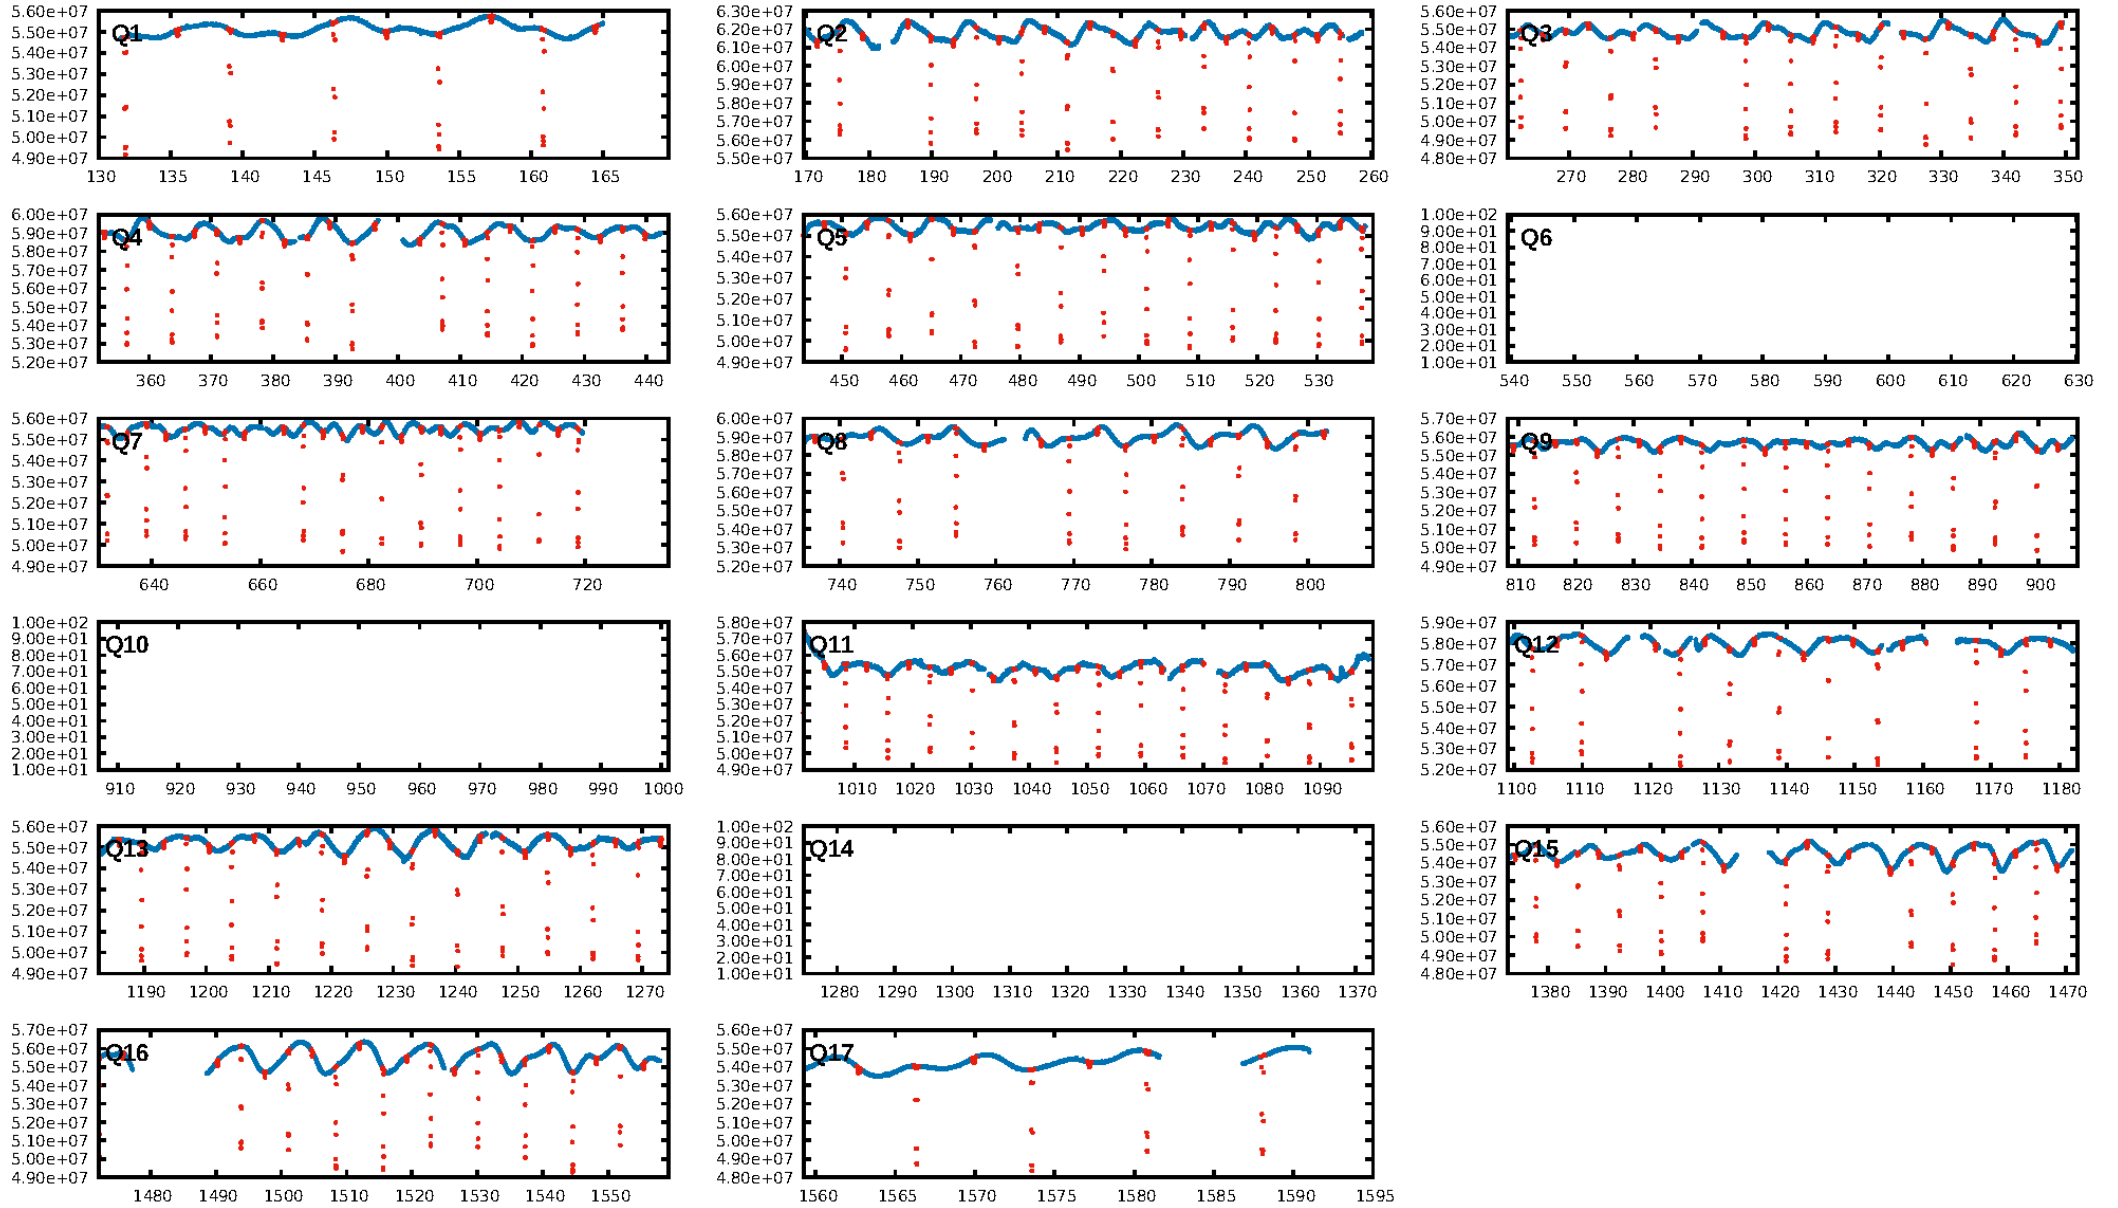 5.60e+07
Q1
5.50e+07
5.40e+07
5.30e+07
5.20e+07
5.10e+07
5.00e+07
4.90e+07
130 135 140 145 150 155 160 165
6.30e+07
Q2
6.20e+07
6.10e+07
6.00e+07
5.90e+07
5.80e+07
5.70e+07
5.60e+07
5.50e+07
170 180 190 200 210 220 230 240 250 260
5.60e+07
Q3
5.50e+07
5.40e+07
5.30e+07
5.20e+07
5.10e+07
5.00e+07
4.90e+07
4.80e+07
270 280 290 300 310 320 330 340 350
6.00e+07
Q4
5.90e+07
5.80e+07
5.70e+07
5.60e+07
5.50e+07
5.40e+07
5.30e+07
5.20e+07
360 370 380 390 400 410 420 430 440
5.60e+07
Q5
5.50e+07
5.40e+07
5.30e+07
5.20e+07
5.10e+07
5.00e+07
4.90e+07
450 460 470 480 490 500 510 520 530
1.00e+02
Q6
9.00e+01
8.00e+01
7.00e+01
6.00e+01
5.00e+01
4.00e+01
3.00e+01
2.00e+01
1.00e+01
540 550 560 570 580 590 600 610 620 630
5.60e+07
Q7
5.50e+07
5.40e+07
5.30e+07
5.20e+07
5.10e+07
5.00e+07
4.90e+07
640 660 680 700 720
6.00e+07
Q8
5.90e+07
5.80e+07
5.70e+07
5.60e+07
5.50e+07
5.40e+07
5.30e+07
5.20e+07
740 750 760 770 780 790 800
5.70e+07
Q9
5.60e+07
5.50e+07
5.40e+07
5.30e+07
5.20e+07
5.10e+07
5.00e+07
4.90e+07
810 820 830 840 850 860 870 880 890 900
1.00e+02
Q10
9.00e+01
8.00e+01
7.00e+01
6.00e+01
5.00e+01
4.00e+01
3.00e+01
2.00e+01
1.00e+01
910 920 930 940 950 960 970 980 990 1000
5.80e+07
Q11
5.70e+07
5.60e+07
5.50e+07
5.40e+07
5.30e+07
5.20e+07
5.10e+07
5.00e+07
4.90e+07
1010 1020 1030 1040 1050 1060 1070 1080 1090
5.90e+07
Q12
5.80e+07
5.70e+07
5.60e+07
5.50e+07
5.40e+07
5.30e+07
5.20e+07
1100 1110 1120 1130 1140 1150 1160 1170 1180
5.60e+07
Q13
5.50e+07
5.40e+07
5.30e+07
5.20e+07
5.10e+07
5.00e+07
4.90e+07
1190 1200 1210 1220 1230 1240 1250 1260 1270
1.00e+02
Q14
9.00e+01
8.00e+01
7.00e+01
6.00e+01
5.00e+01
4.00e+01
3.00e+01
2.00e+01
1.00e+01
1280 1290 1300 1310 1320 1330 1340 1350 1360 1370
5.60e+07
Q15
5.50e+07
5.40e+07
5.30e+07
5.20e+07
5.10e+07
5.00e+07
4.90e+07
4.80e+07
1380 1390 1400 1410 1420 1430 1440 1450 1460 1470
5.70e+07
Q16
5.60e+07
5.50e+07
5.40e+07
5.30e+07
5.20e+07
5.10e+07
5.00e+07
4.90e+07
1480 1490 1500 1510 1520 1530 1540 1550
5.60e+07
Q17
5.50e+07
5.40e+07
5.30e+07
5.20e+07
5.10e+07
5.00e+07
4.90e+07
4.80e+07
1560 1565 1570 1575 1580 1585 1590 1595